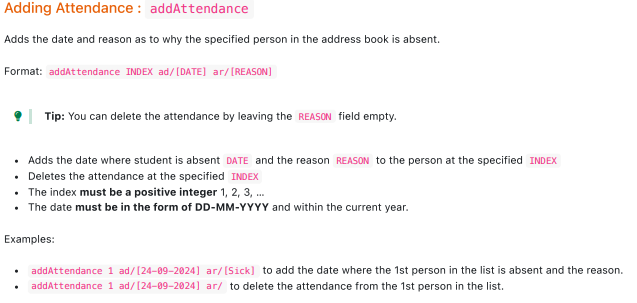 Adding Attendance : addAttendance
Adds the date and reason as to why the specified person in the address book is absent.
Format: addAttendance INDEX ad/[DATE] ar/[REASON]
Tip: You can delete the attendance by leaving the REASON field empty.
• Adds the date where student is absent DATE and the reason REASON to the person at the specified INDEX
• Deletes the attendance at the specified INDEX
• The index must be a positive integer 1, 2, 3, …
• The date must be in the form of DD-MM-YYYY and within the current year.
Examples:
• addAttendance 1 ad/[24-09-2024] ar/[Sick] to add the date where the 1st person in the list is absent and the reason.
• addAttendance 1 ad/[24-09-2024] ar/ to delete the attendance from the 1st person in the list.